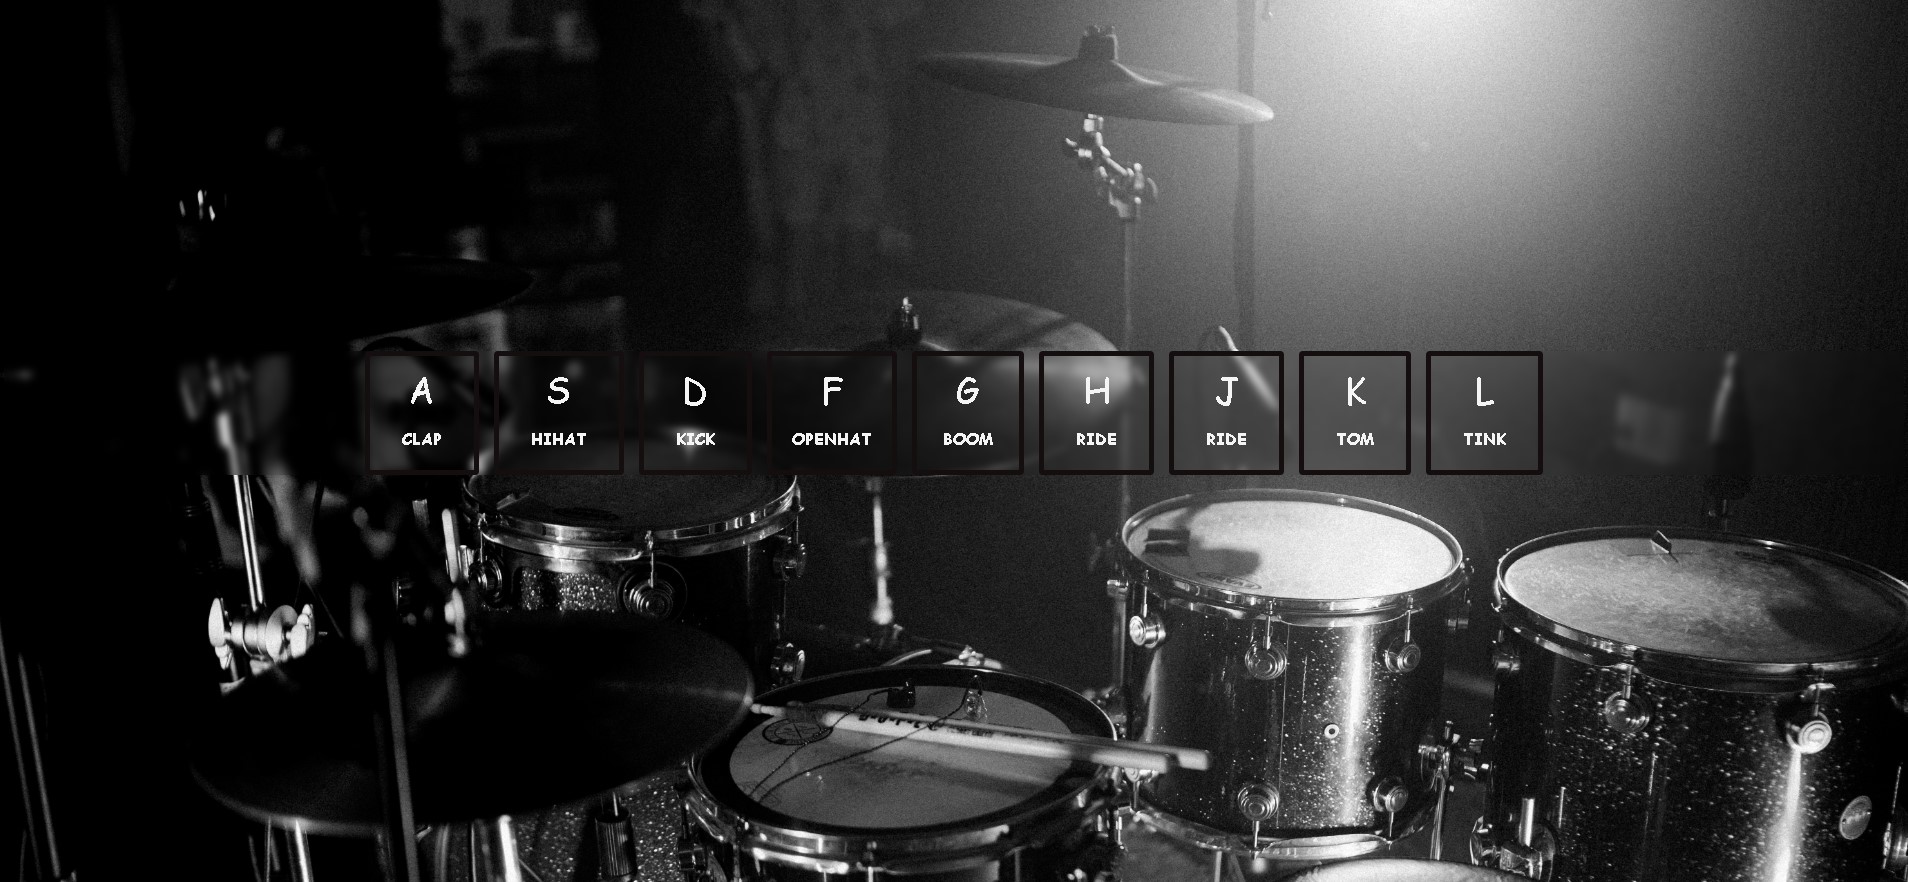 A S D F G H J K L
CLAP HIHAT KICK OPENHAT BOOM RIDE RIDE TOM TINK